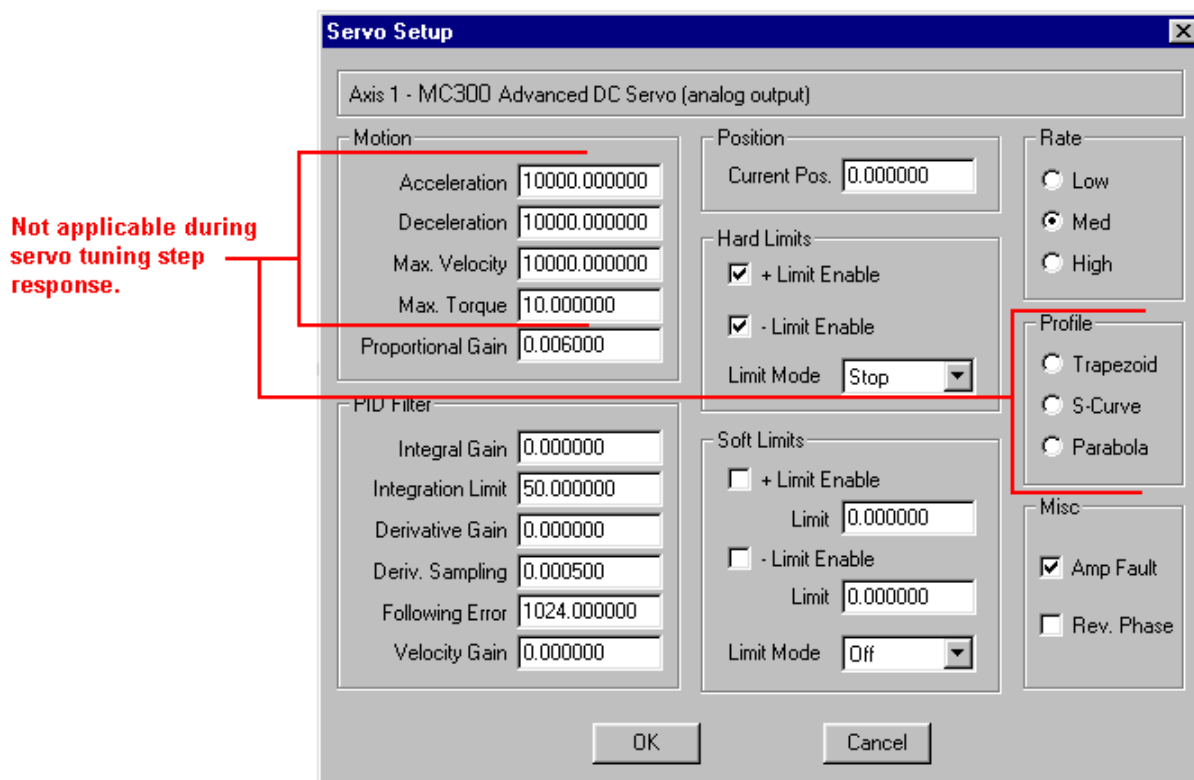 Servo Setup
Axis 1 - MC300 Advanced DC Servo (analog output)
Not applicable during
servo tuning step
response.
Motion
Acceleration 10000.000000
Deceleration 10000.000000
Max. Velocity 10000.000000
Max. Torque 10.000000
Proportional Gain 0.006000
PID Filter
Integral Gain 0.000000
Integration Limit 50.000000
Derivative Gain 0.000000
Deriv. Sampling 0.000500
Following Error 1024.000000
Velocity Gain 0.000000
Position
Current Pos. 0.000000
Hard Limits
+ Limit Enable
- Limit Enable
Limit Mode Stop
Soft Limits
+ Limit Enable
Limit 0.000000
- Limit Enable
Limit 0.000000
Limit Mode Off
Rate
Low
Med
High
Profile
Trapezoid
S-Curve
Parabola
Misc
Amp Fault
Rev. Phase
OK
Cancel